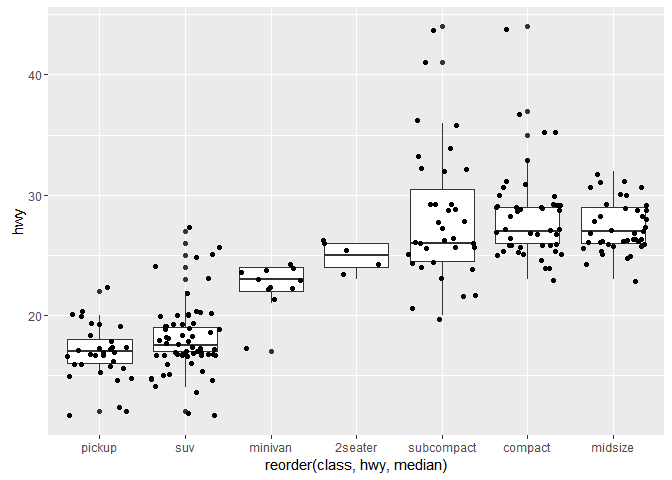 40
30
20
hwy
pickup suv minivan 2seater subcompact compact midsize
reorder(class, hwy, median)